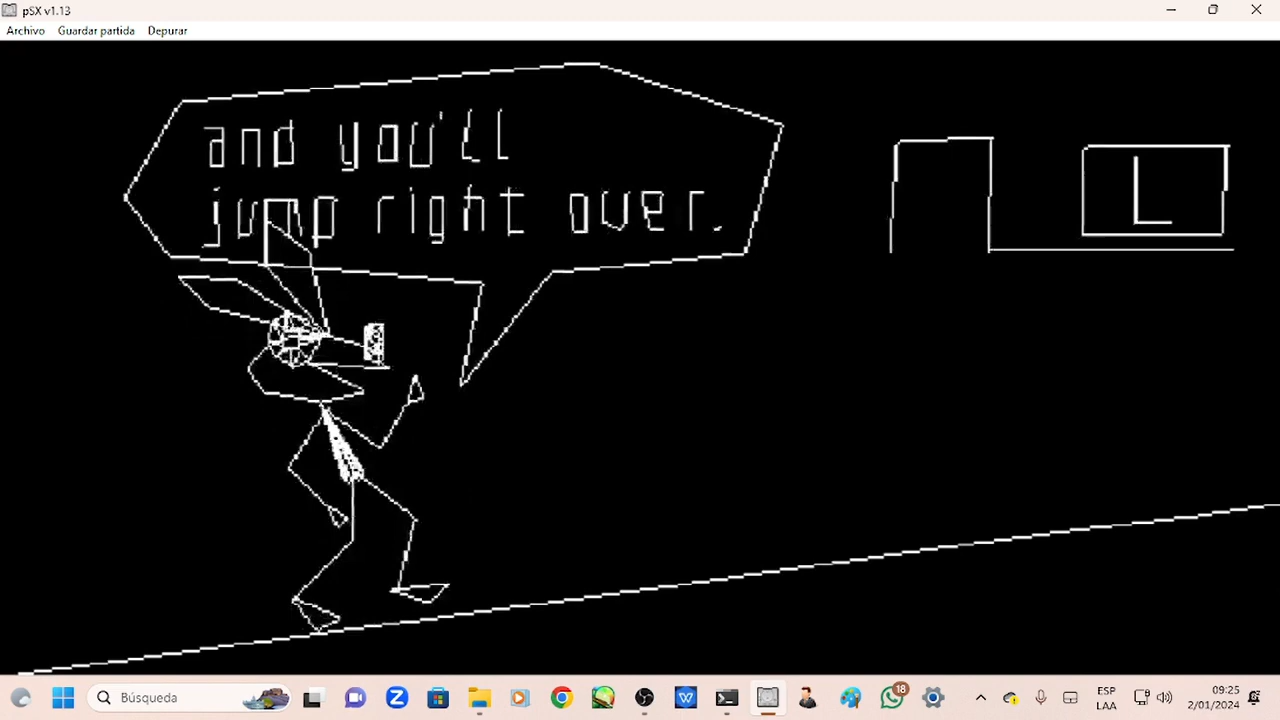 pSX v1.13
Archivo Guardar partida Depurar
and you'll
jump right over.
L
Búsqueda
18
ESP
LAA
09:25
2/01/2024